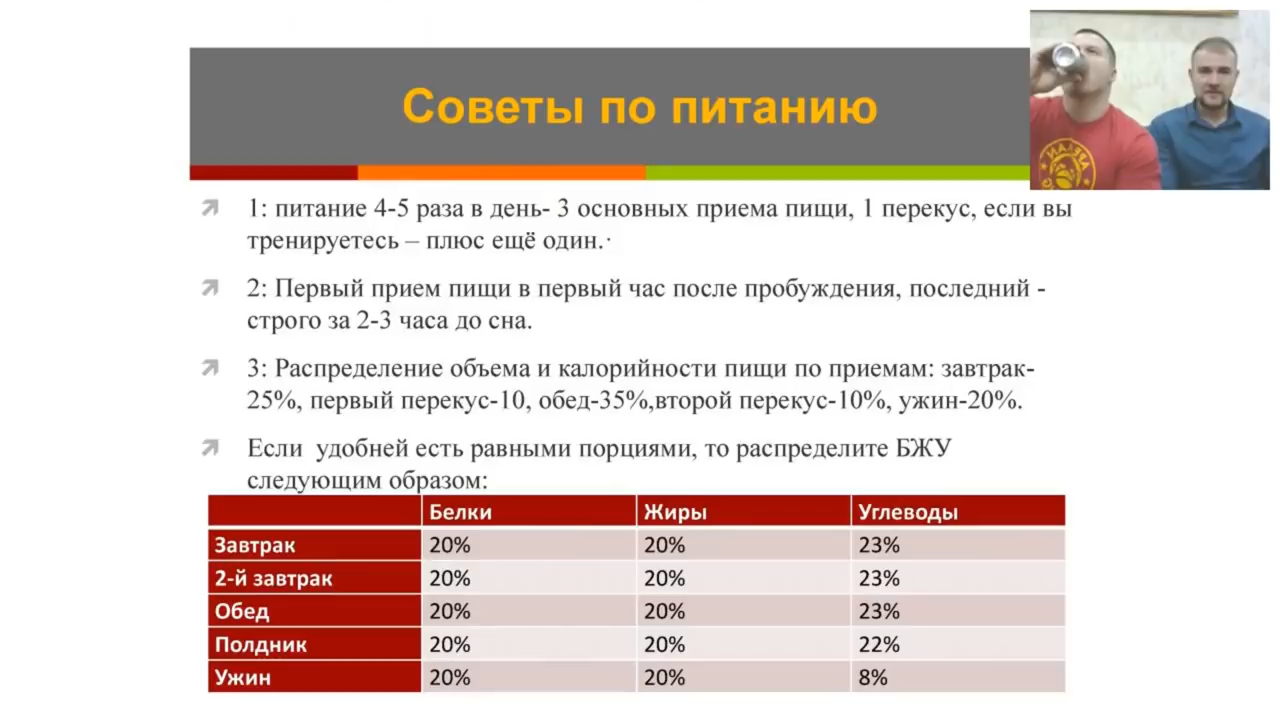 Советы по питанию
1: питание 4-5 раза в день- 3 основных приема пищи, 1 перекус, если вы
тренируетесь – плюс ещё один.·
2: Первый прием пищи в первый час после пробуждения, последний -
строго за 2-3 часа до сна.
3: Распределение объема и калорийности пищи по приемам: завтрак-
25%, первый перекус-10, обед-35%,второй перекус-10%, ужин-20%.
Если удобней есть равными порциями, то распределите БЖУ
следующим образом:
Белки Жиры Углеводы
Завтрак 20% 20% 23%
2-й завтрак 20% 20% 23%
Обед 20% 20% 23%
Полдник 20% 20% 22%
Ужин 20% 20% 8%